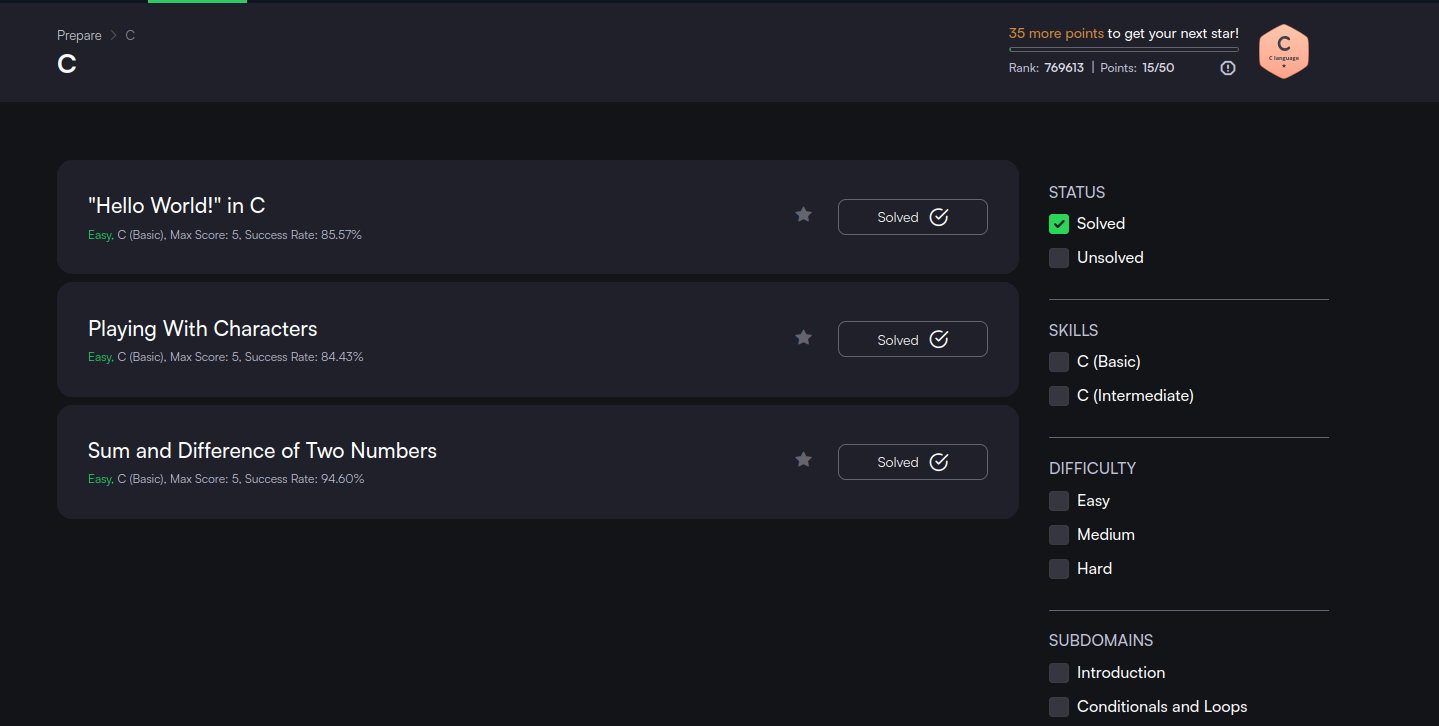 Prepare > C
C
35 more points to get your next star!
Rank: 769613 | Points: 15/50
C
C language
"Hello World!" in C
Easy, C (Basic), Max Score: 5, Success Rate: 85.57%
Solved
Playing With Characters
Easy, C (Basic), Max Score: 5, Success Rate: 84.43%
Solved
Sum and Difference of Two Numbers
Easy, C (Basic), Max Score: 5, Success Rate: 94.60%
Solved
STATUS
Solved
Unsolved
SKILLS
C (Basic)
C (Intermediate)
DIFFICULTY
Easy
Medium
Hard
SUBDOMAINS
Introduction
Conditionals and Loops